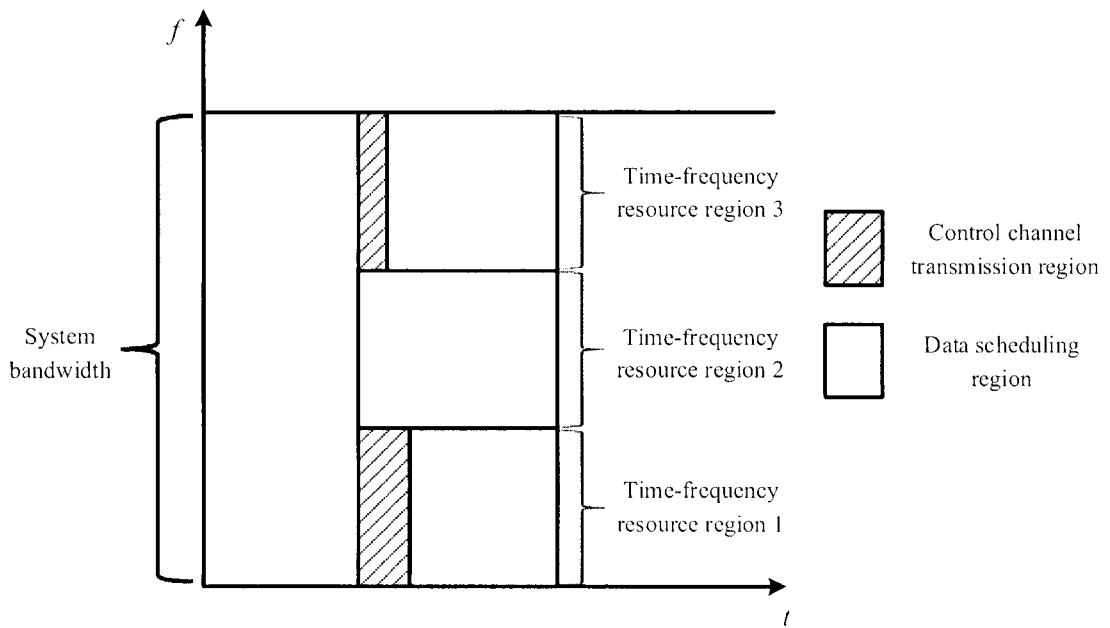 f
Time-frequency
resource region 3
Control channel
transmission region
System
bandwidth
Time-frequency
resource region 2
Data scheduling
region
Time-frequency
resource region 1
t